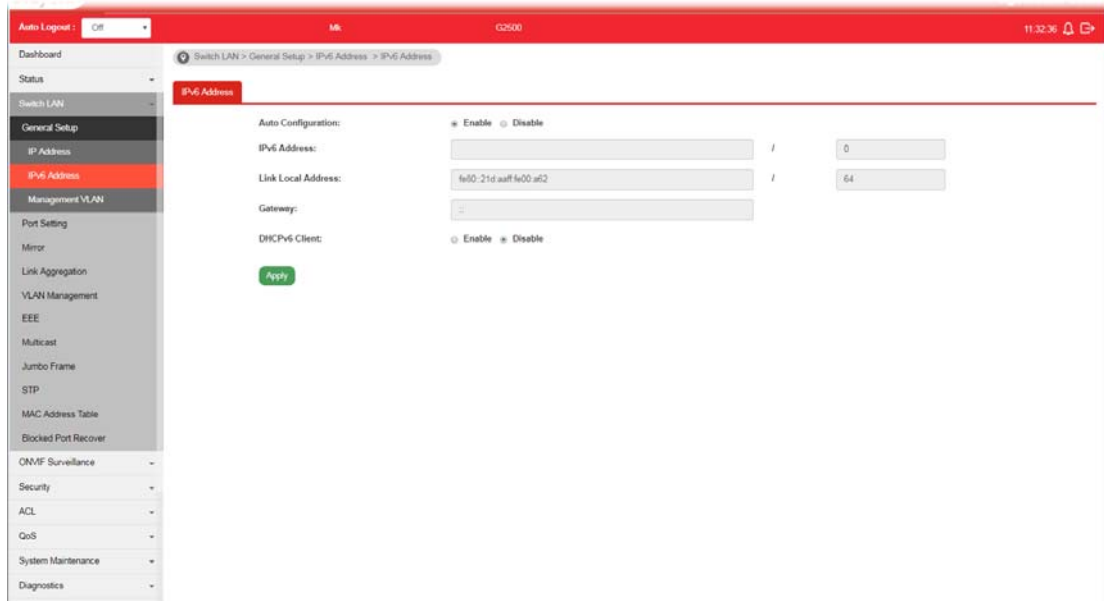 Auto Logout : Off
Mk
G2500
11:32:36
Dashboard
Status
Switch LAN
General Setup
IP Address
IPv6 Address
Management VLAN
Port Setting
Mirror
Link Aggregation
VLAN Management
EEE
Multicast
Jumbo Frame
STP
MAC Address Table
Blocked Port Recover
ONVIF Surveillance
Security
ACL
QoS
System Maintenance
Diagnostics
Switch LAN > General Setup > IPv6 Address > IPv6 Address
IPv6 Address
Auto Configuration: Enable Disable
IPv6 Address: / 0
Link Local Address: fe80::21d:aaff:fe00:a62 / 64
Gateway: ::
DHCPv6 Client: Enable Disable
Apply